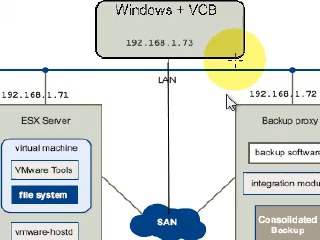 Windows + VCB
192.168.1.73
LAN
192.168.1.71
192.168.1.72
ESX Server
Backup proxy
virtual machine
VMware Tools
file system
vmware-hostd
backup software
integration modu
Consolidated
Backup
SAN